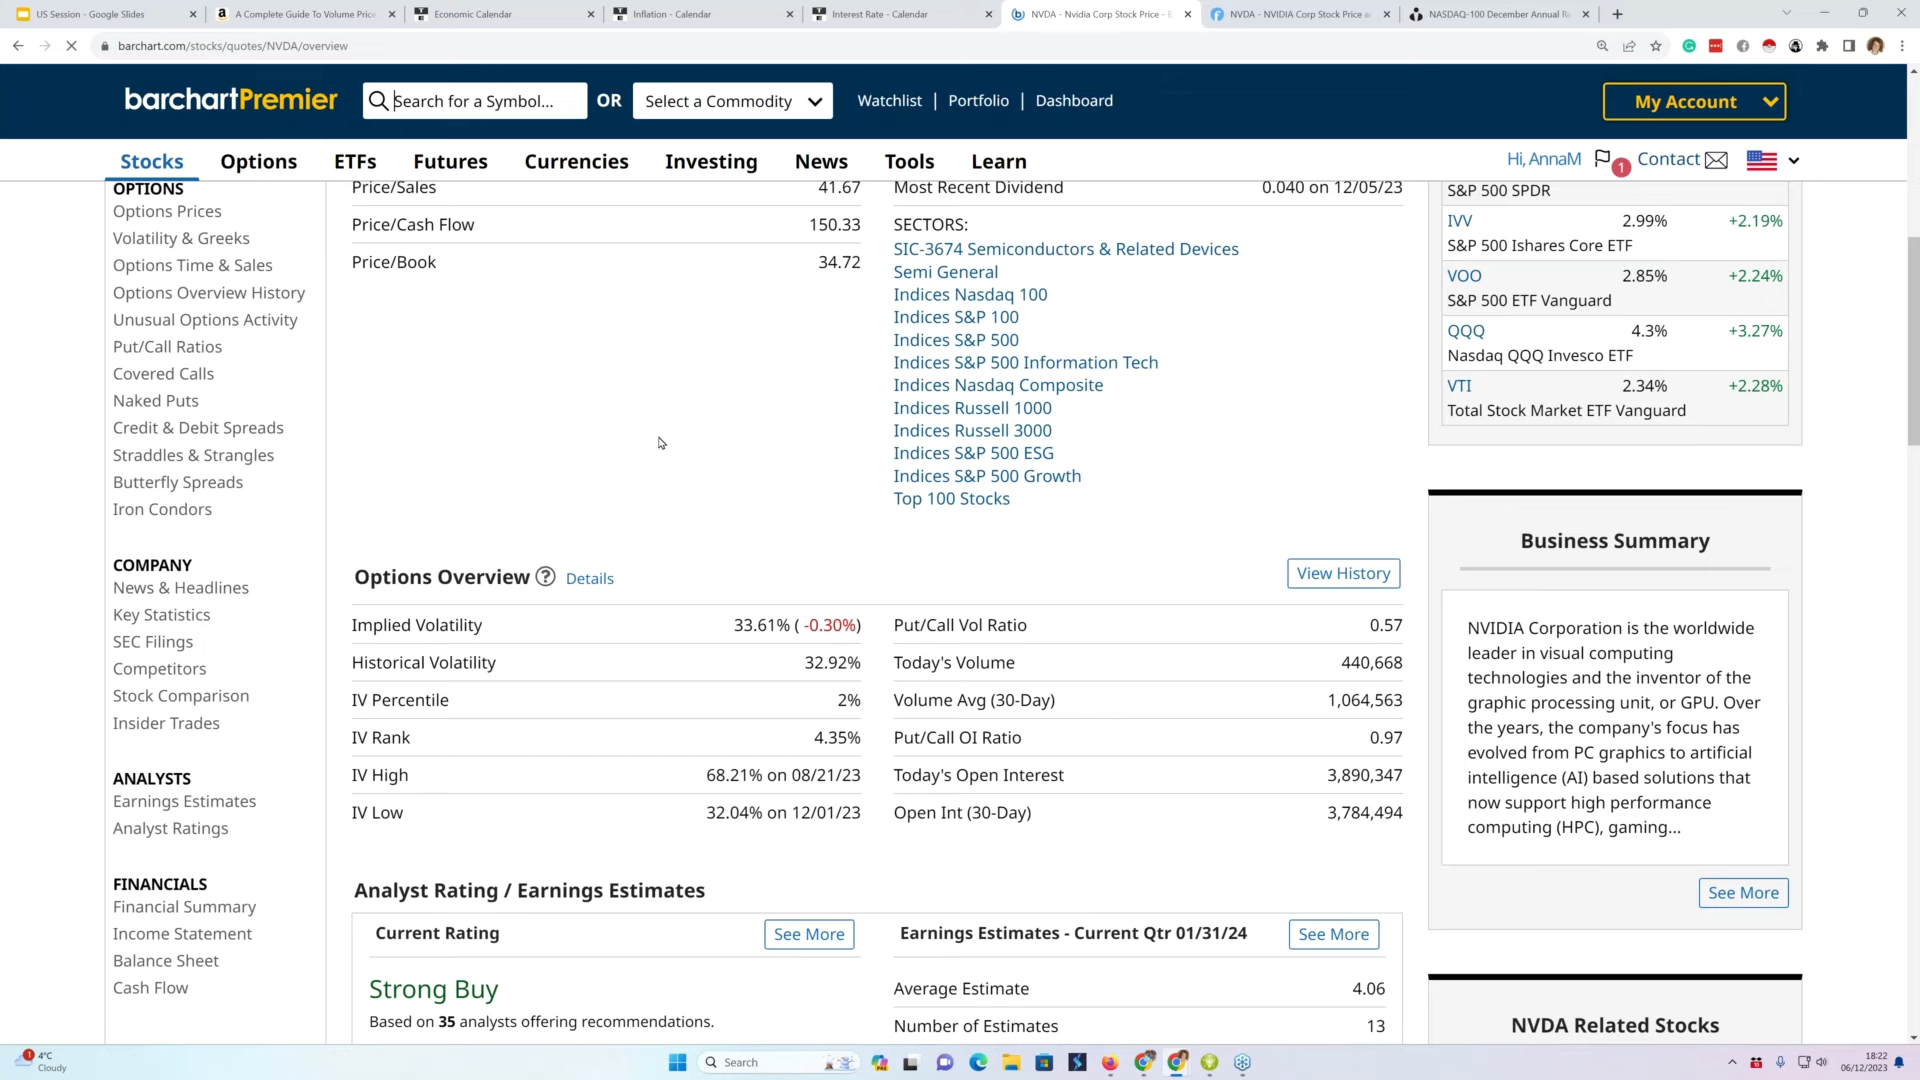 US Session - Google Slides
A Complete Guide To Volume Price
Economic Calendar
Inflation - Calendar
Interest Rate - Calendar
NVDA - Nvidia Corp Stock Price - B
NVDA - NVIDIA Corp Stock Price a
NASDAQ-100 December Annual R
barchart.com/stocks/quotes/NVDA/overview
barchartPremier
Search for a Symbol...
OR
Select a Commodity
Watchlist | Portfolio | Dashboard
My Account
Stocks
Options
ETFs
Futures
Currencies
Investing
News
Tools
Learn
Hi, AnnaM
1
Contact
OPTIONS
Options Prices
Volatility & Greeks
Options Time & Sales
Options Overview History
Unusual Options Activity
Put/Call Ratios
Covered Calls
Naked Puts
Credit & Debit Spreads
Straddles & Strangles
Butterfly Spreads
Iron Condors
COMPANY
News & Headlines
Key Statistics
SEC Filings
Competitors
Stock Comparison
Insider Trades
ANALYSTS
Earnings Estimates
Analyst Ratings
FINANCIALS
Financial Summary
Income Statement
Balance Sheet
Cash Flow
Price/Sales 41.67
Price/Cash Flow 150.33
Price/Book 34.72
Most Recent Dividend 0.040 on 12/05/23
SECTORS:
SIC-3674 Semiconductors & Related Devices
Semi General
Indices Nasdaq 100
Indices S&P 100
Indices S&P 500
Indices S&P 500 Information Tech
Indices Nasdaq Composite
Indices Russell 1000
Indices Russell 3000
Indices S&P 500 ESG
Indices S&P 500 Growth
Top 100 Stocks
Options Overview ? Details
View History
Implied Volatility 33.61% ( -0.30%)
Historical Volatility 32.92%
IV Percentile 2%
IV Rank 4.35%
IV High 68.21% on 08/21/23
IV Low 32.04% on 12/01/23
Put/Call Vol Ratio 0.57
Today's Volume 440,668
Volume Avg (30-Day) 1,064,563
Put/Call OI Ratio 0.97
Today's Open Interest 3,890,347
Open Int (30-Day) 3,784,494
Analyst Rating / Earnings Estimates
Current Rating
See More
Strong Buy
Based on 35 analysts offering recommendations.
Earnings Estimates - Current Qtr 01/31/24
See More
Average Estimate 4.06
Number of Estimates 13
S&P 500 SPDR
IVV 2.99% +2.19%
S&P 500 Ishares Core ETF
VOO 2.85% +2.24%
S&P 500 ETF Vanguard
QQQ 4.3% +3.27%
Nasdaq QQQ Invesco ETF
VTI 2.34% +2.28%
Total Stock Market ETF Vanguard
Business Summary
NVIDIA Corporation is the worldwide
leader in visual computing
technologies and the inventor of the
graphic processing unit, or GPU. Over
the years, the company's focus has
evolved from PC graphics to artificial
intelligence (AI) based solutions that
now support high performance
computing (HPC), gaming...
See More
NVDA Related Stocks
1
4°C
Cloudy
Search
18:22
06/12/2023